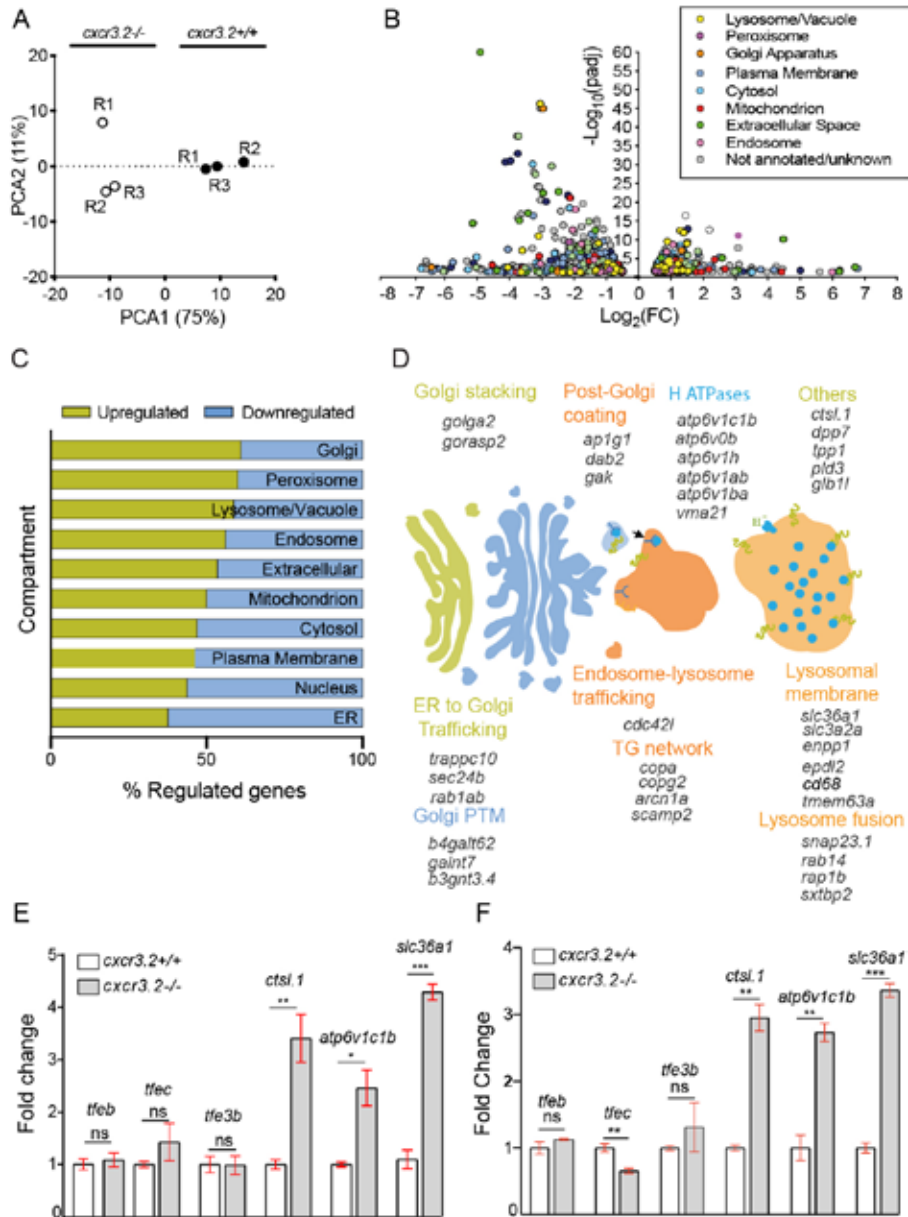 A
cxcr3.2-/-
cxcr3.2+/+
20
10
0
-10
-20
PCA2 (11%)
R1
R2
R3
R1
R3
R2
-20
-10
0
10
20
PCA1 (75%)
B
-Log10(padj)
60
55
50
45
40
35
30
25
20
15
10
5
-8
-7
-6
-5
-4
-3
-2
-1
0
1
2
3
4
5
6
7
8
Log2(FC)
Lysosome/Vacuole
Peroxisome
Golgi Apparatus
Plasma Membrane
Cytosol
Mitochondrion
Extracellular Space
Endosome
Not annotated/unknown
C
Upregulated
Downregulated
Compartment
Golgi
Peroxisome
Lysosome/Vacuole
Endosome
Extracellular
Mitochondrion
Cytosol
Plasma Membrane
Nucleus
ER
0
50
100
% Regulated genes
D
Golgi stacking
golga2
gorasp2
Post-Golgi
coating
ap1g1
dab2
gak
H ATPases
atp6v1c1b
atp6v0b
atp6v1h
atp6v1ab
atp6v1ba
vma21
Others
ctsl.1
dpp7
tpp1
pld3
glb1l
ER to Golgi
Trafficking
trappc10
sec24b
rab1ab
Golgi PTM
b4galt62
galnt7
b3gnt3.4
Endosome-lysosome
trafficking
cdc42l
TG network
copa
copg2
arcn1a
scamp2
Lysosomal
membrane
slc36a1
slc3a2a
enpp1
epdl2
cd68
tmem63a
Lysosome fusion
snap23.1
rab14
rap1b
sxtbp2
E
cxcr3.2+/+
cxcr3.2-/-
Fold change
5
4
3
2
1
0
tfeb
ns
tfec
ns
tfe3b
ns
ctsl.1
**
atp6v1c1b
*
slc36a1
***
F
cxcr3.2+/+
cxcr3.2-/-
Fold Change
4
3
2
1
0
tfeb
ns
tfec
**
tfe3b
ns
ctsl.1
**
atp6v1c1b
**
slc36a1
***